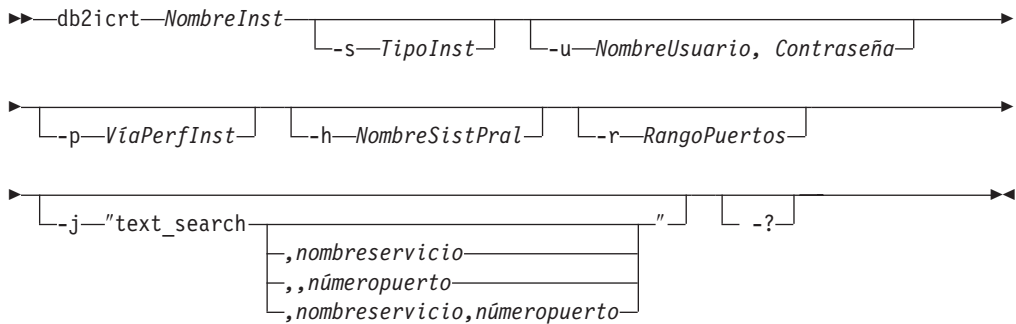 db2icrt NombreInst
-s TipoInst -u NombreUsuario, Contraseña
-p VíaPerfInst -h NombreSistPral -r RangoPuertos
-j "text_search " -?
,nombreservicio
,,númeropuerto
,nombreservicio,númeropuerto